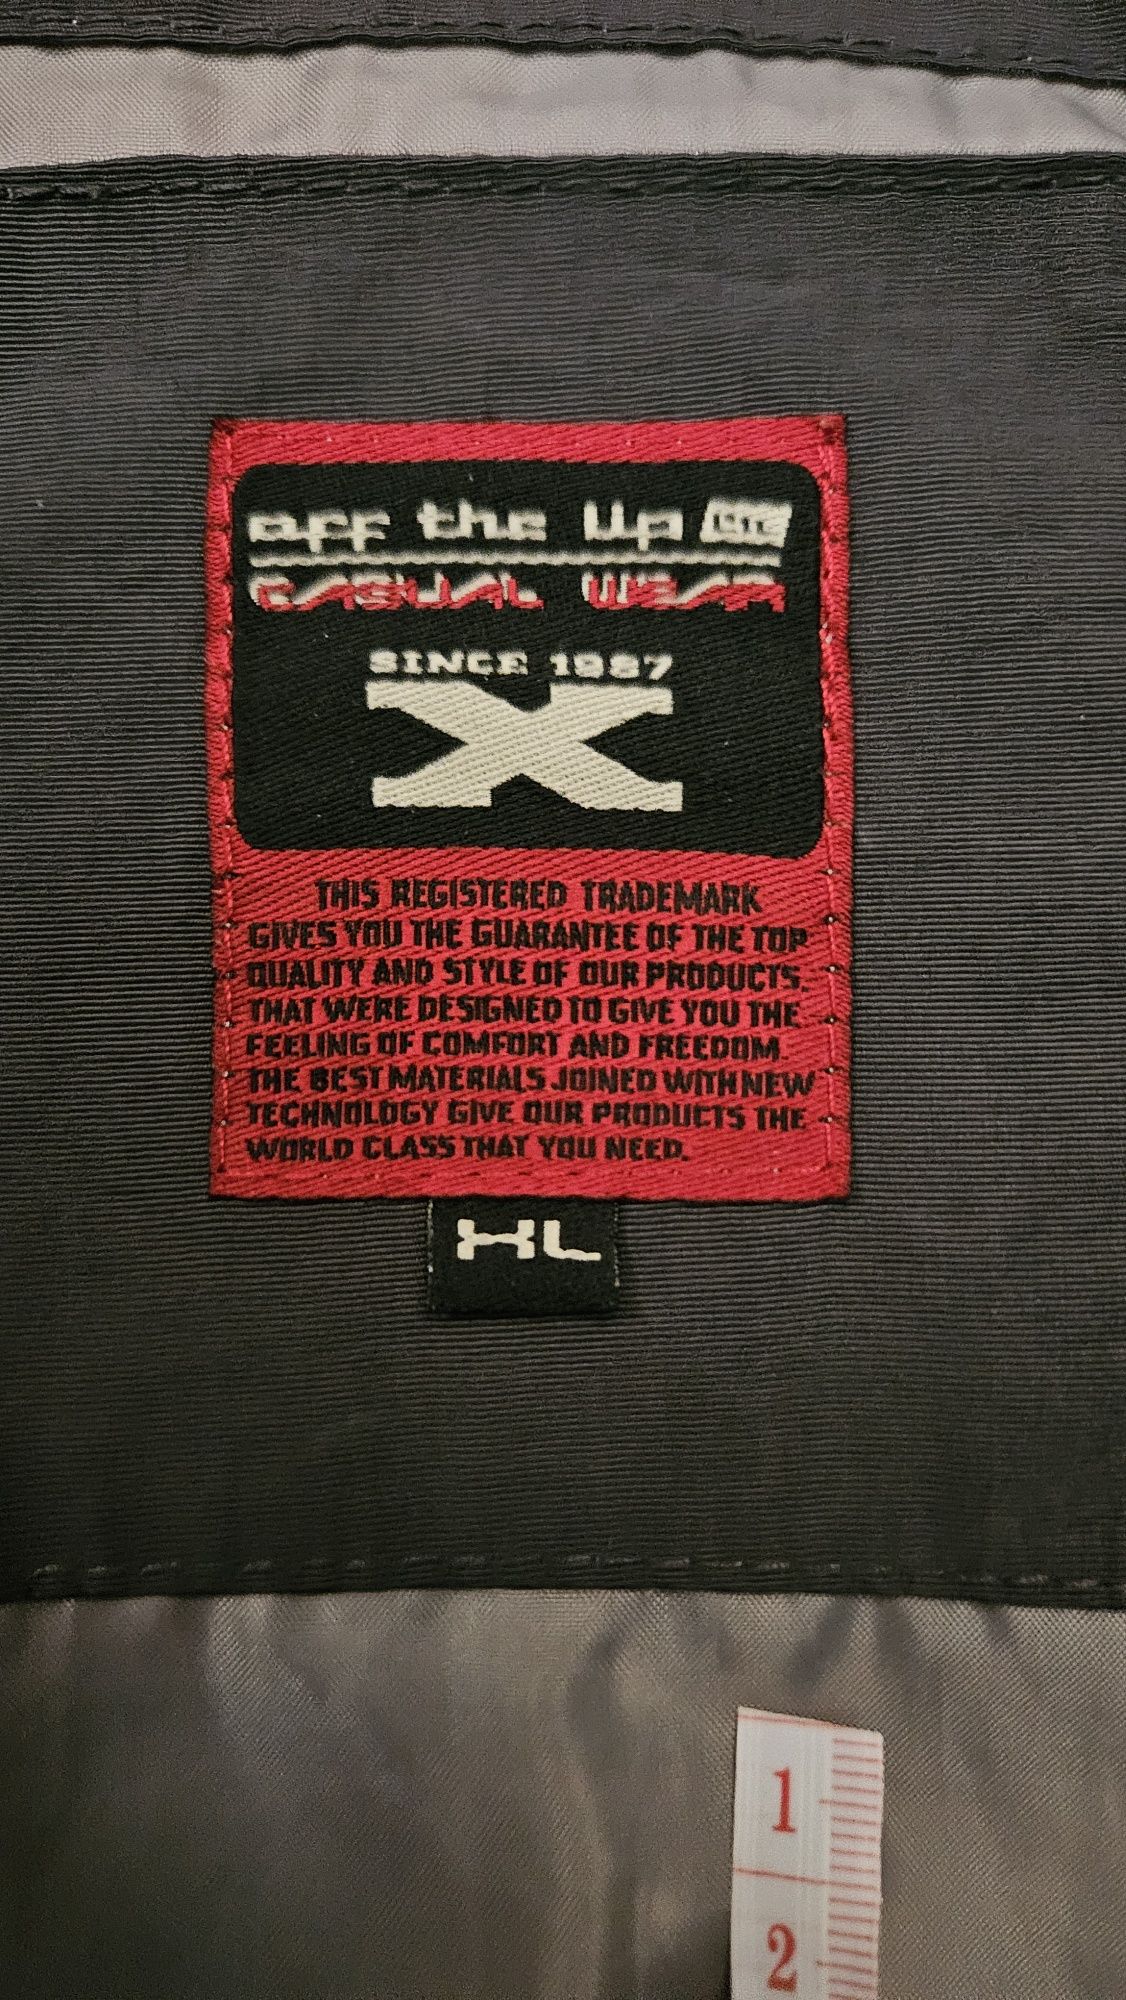 off the lip
CASUAL WEAR
SINCE 1987
X
THIS REGISTERED TRADEMARK
GIVES YOU THE GUARANTEE OF THE TOP
QUALITY AND STYLE OF OUR PRODUCTS.
THAT WERE DESIGNED TO GIVE YOU THE
FEELING OF COMFORT AND FREEDOM.
THE BEST MATERIALS JOINED WITH NEW
TECHNOLOGY GIVE OUR PRODUCTS THE
WORLD CLASS THAT YOU NEED.
XL
1
2